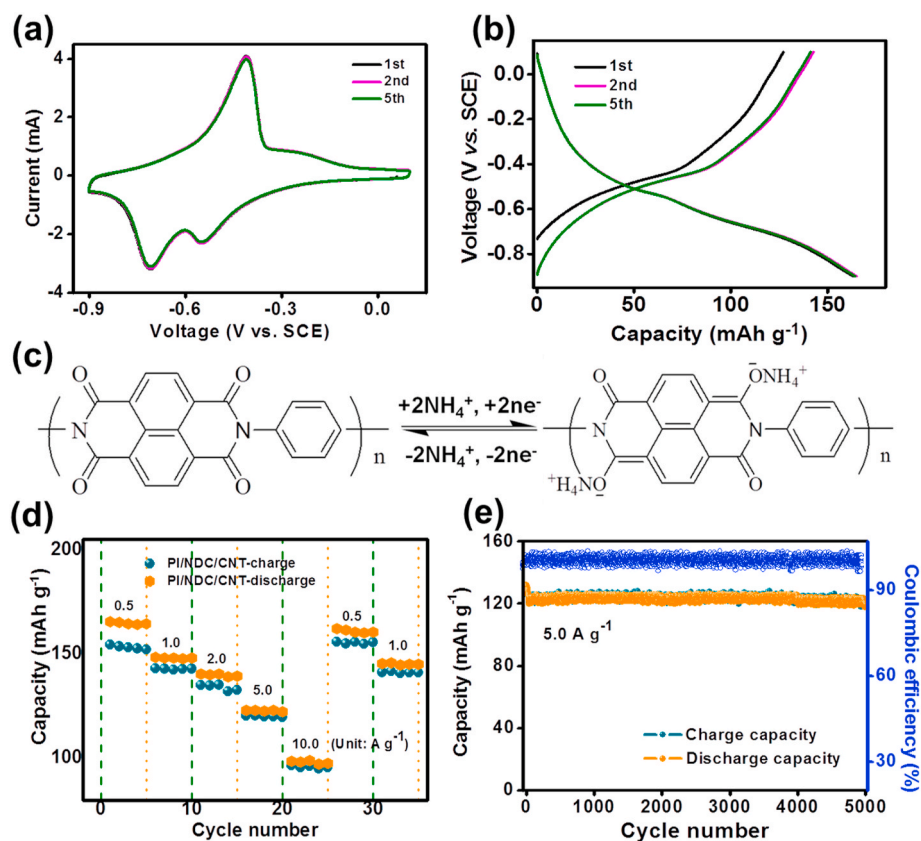 (a)
4
2
0
-2
-4
Current (mA)
1st
2nd
5th
-0.9
-0.6
-0.3
0.0
Voltage (V vs. SCE)
(b)
0.0
-0.2
-0.4
-0.6
-0.8
Voltage (V vs. SCE)
1st
2nd
5th
0
50
100
150
Capacity (mAh g⁻¹)
(c)
O
O
N
N
O
O
n
+2NH₄⁺, +2ne⁻
-2NH₄⁺, -2ne⁻
O
ŌNH₄⁺
N
N
⁺H₄NO̱
O
n
(d)
200
150
100
Capacity (mAh g⁻¹)
PI/NDC/CNT-charge
PI/NDC/CNT-discharge
0.5
1.0
2.0
5.0
10.0 (Unit: A g⁻¹)
0.5
1.0
0
10
20
30
Cycle number
(e)
160
120
80
40
0
Capacity (mAh g⁻¹)
5.0 A g⁻¹
Charge capacity
Discharge capacity
90
60
30
Coulombic efficiency (%)
0
1000
2000
3000
4000
5000
Cycle number